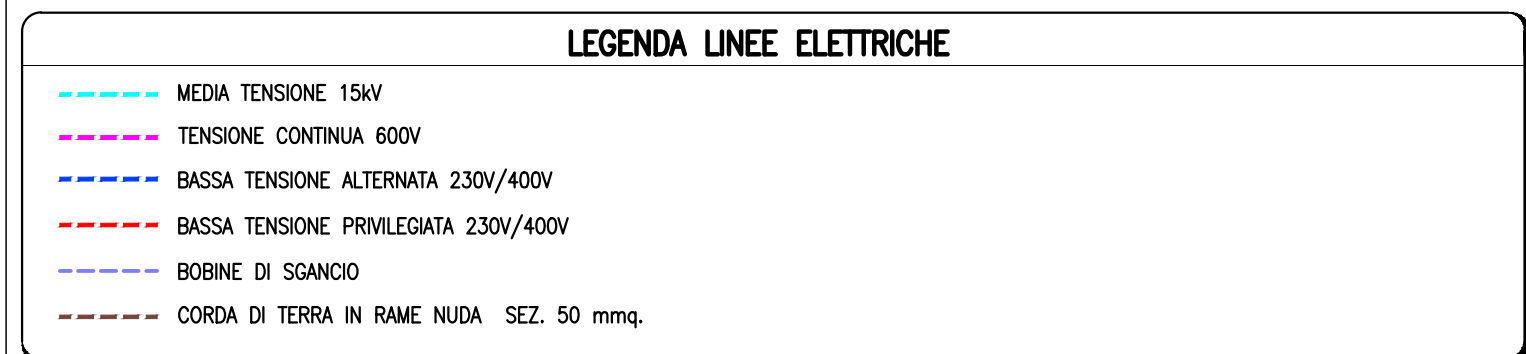 LEGENDA LINEE ELETTRICHE
MEDIA TENSIONE 15kV
TENSIONE CONTINUA 600V
BASSA TENSIONE ALTERNATA 230V/400V
BASSA TENSIONE PRIVILEGIATA 230V/400V
BOBINE DI SGANCIO
CORDA DI TERRA IN RAME NUDA SEZ. 50 mmq.